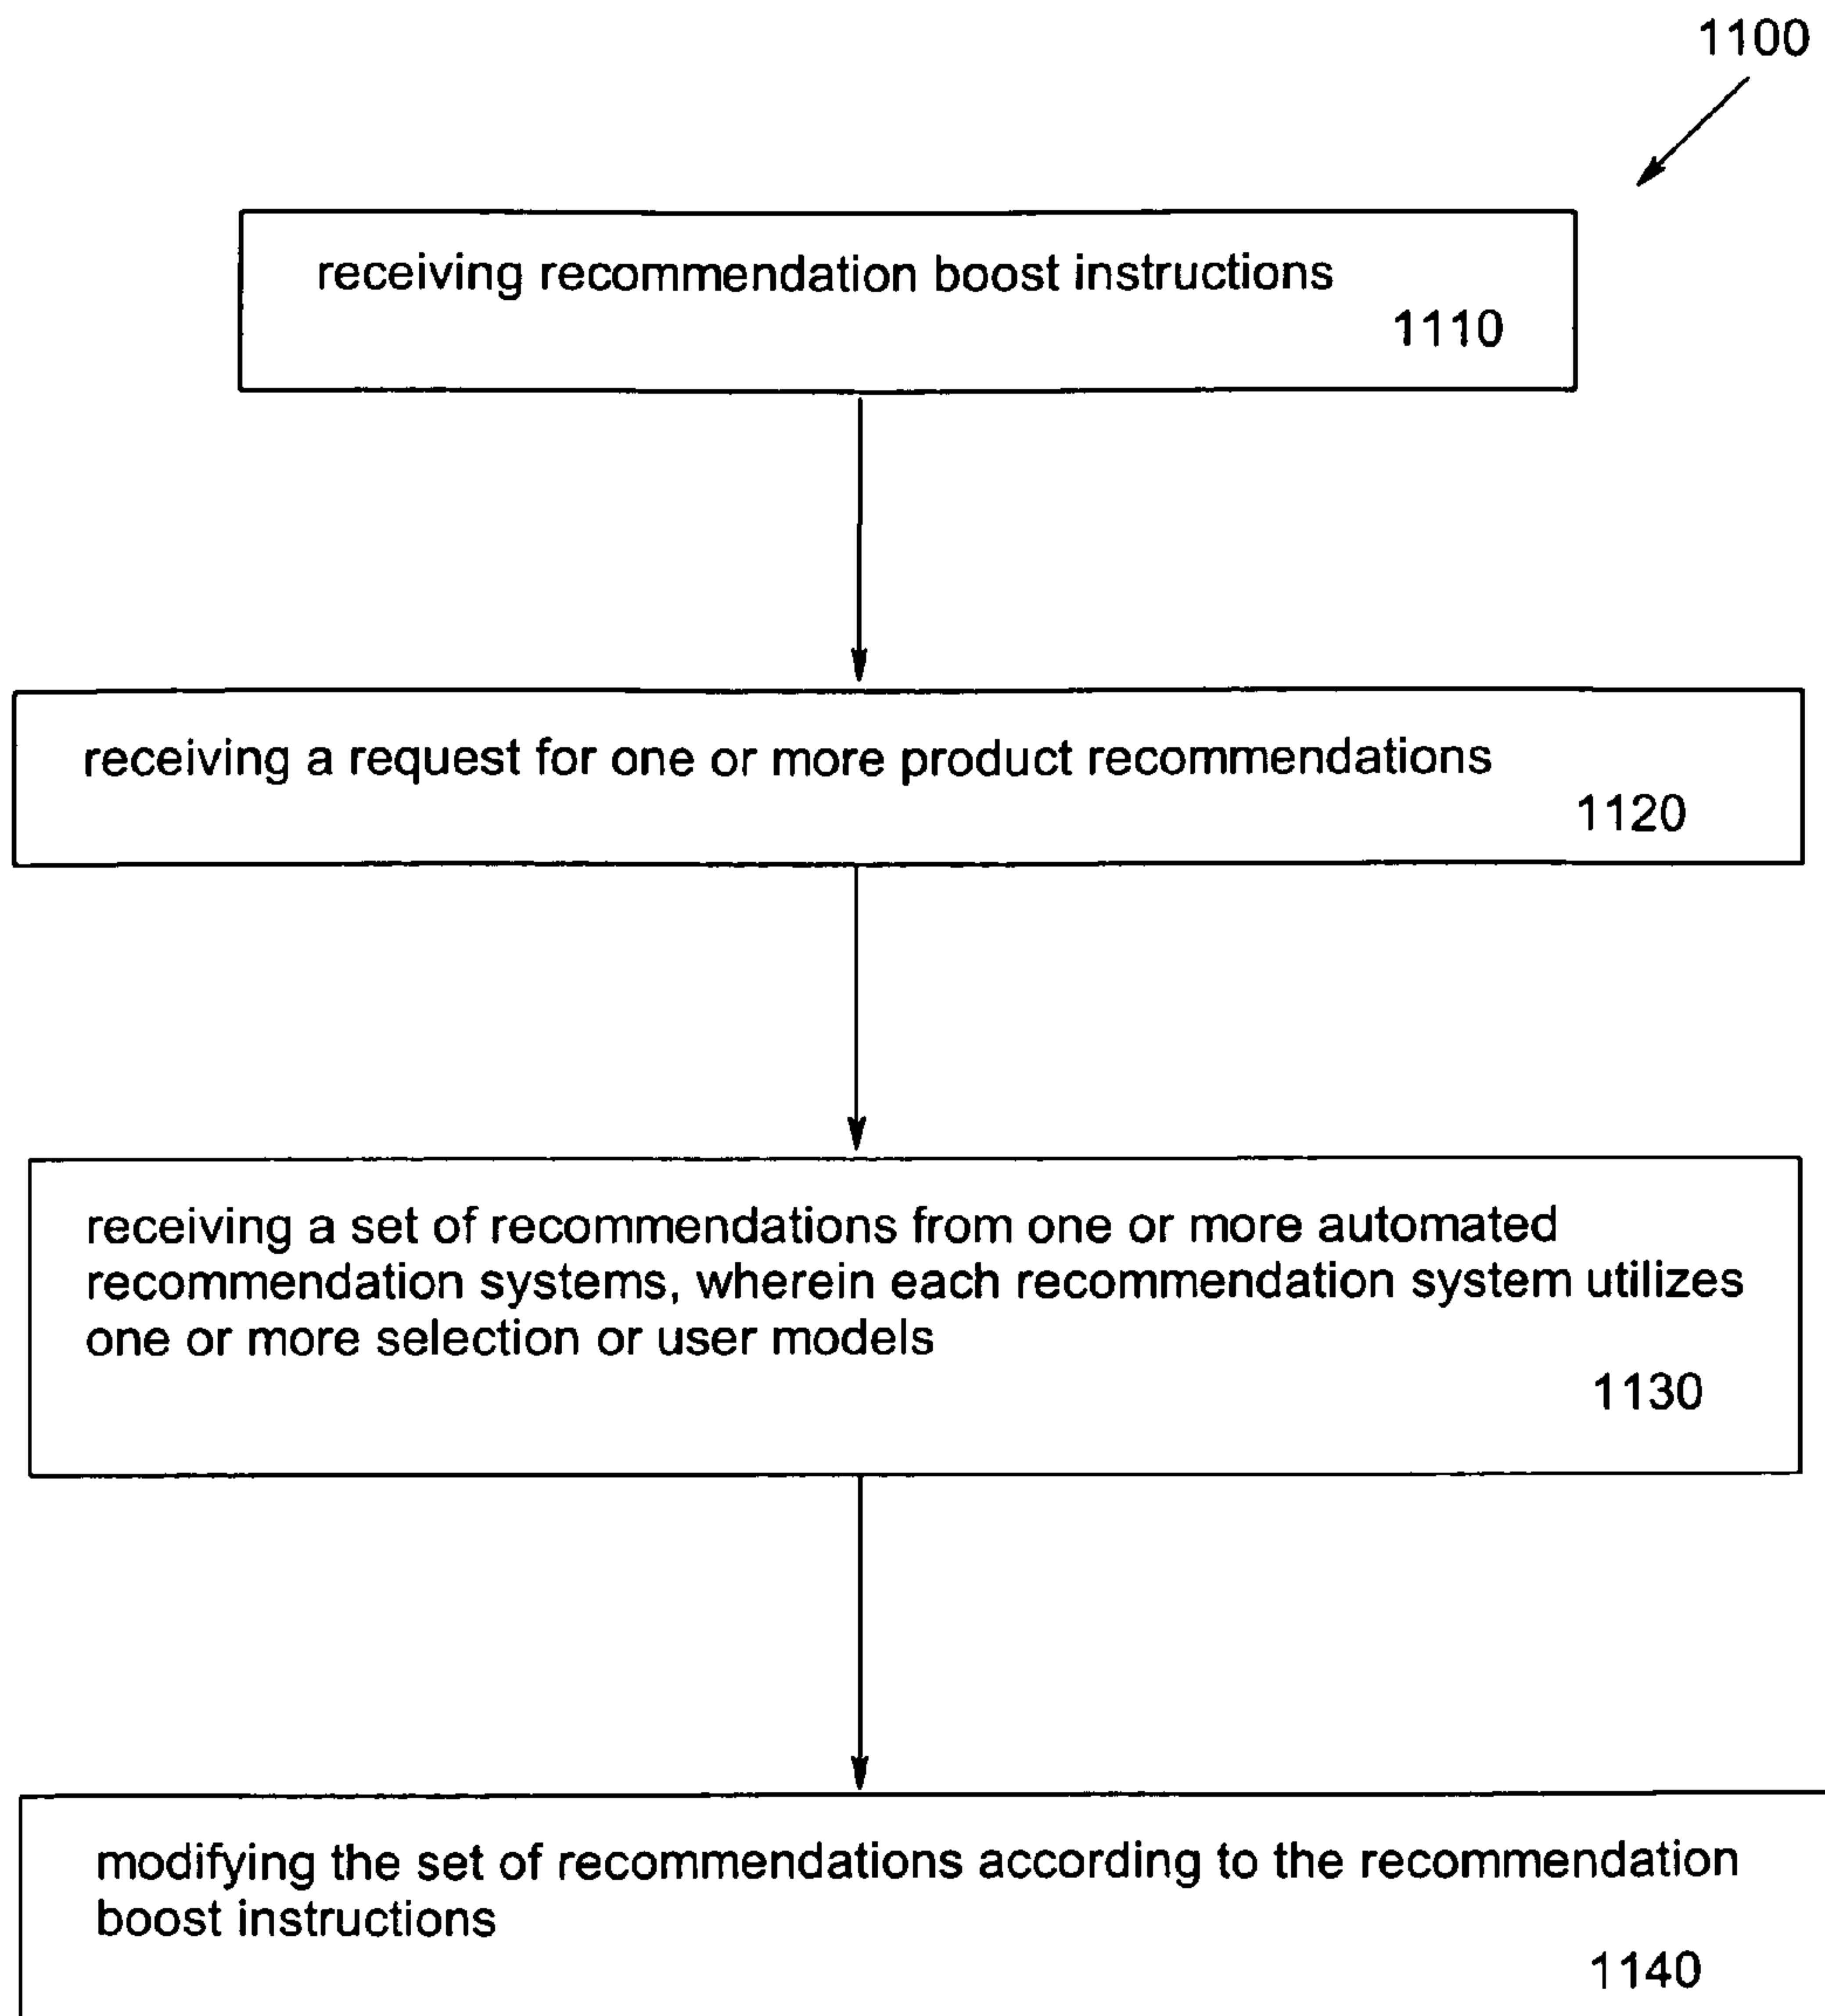 1100
receiving recommendation boost instructions
1110
receiving a request for one or more product recommendations
1120
receiving a set of recommendations from one or more automated
recommendation systems, wherein each recommendation system utilizes
one or more selection or user models
1130
modifying the set of recommendations according to the recommendation
boost instructions
1140